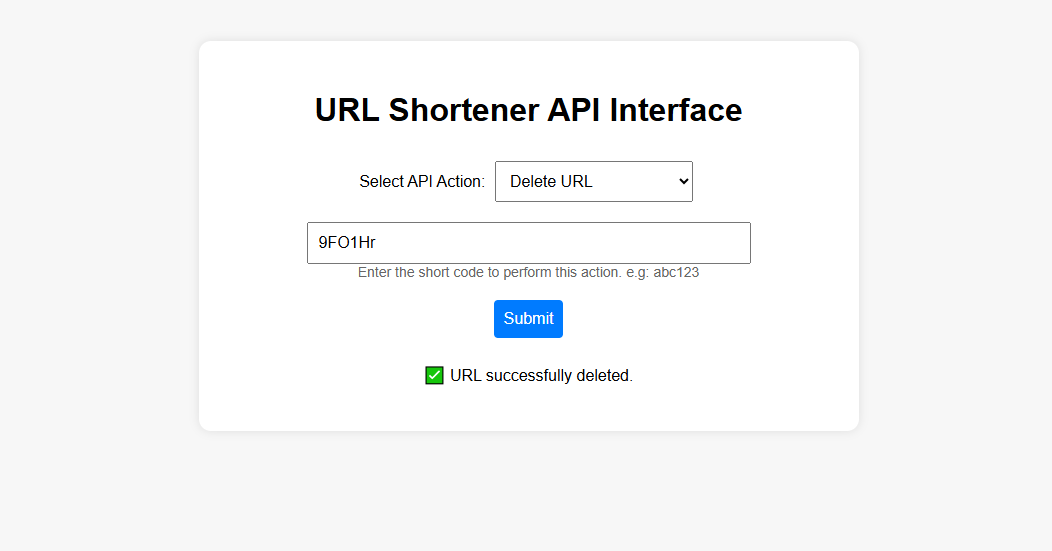 URL Shortener API Interface
Select API Action: Delete URL
9FO1Hr
Enter the short code to perform this action. e.g: abc123
Submit
✅ URL successfully deleted.